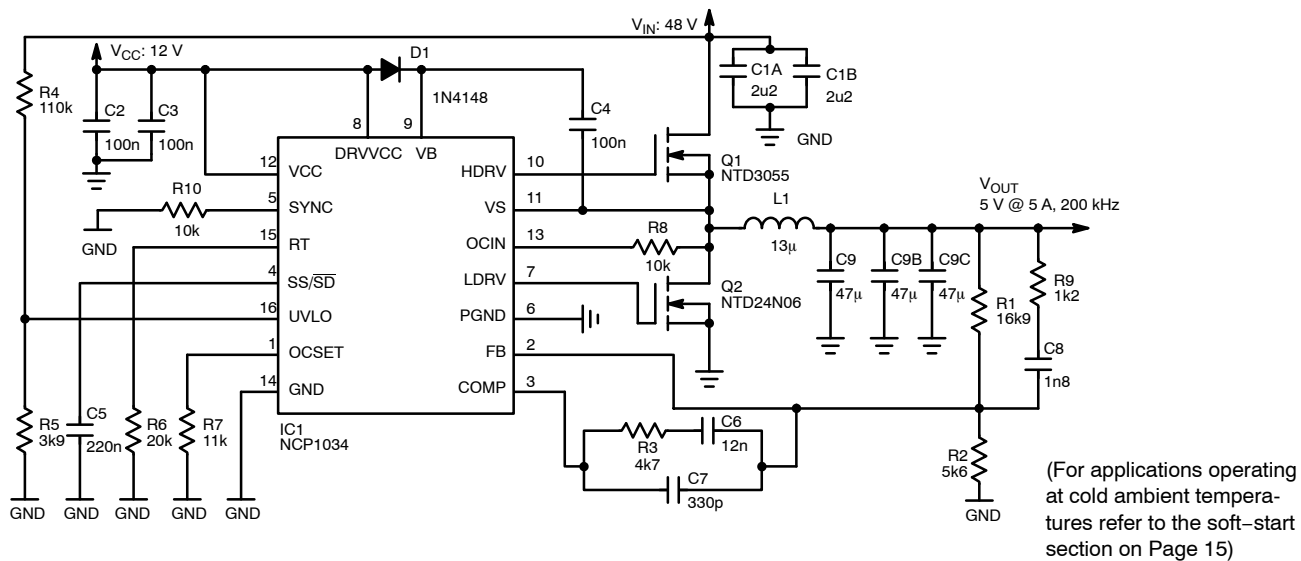 V_IN: 48 V
V_CC: 12 V
D1
1N4148
R4
110k
C2
100n
C3
100n
C4
100n
C1A
2u2
C1B
2u2
GND
8
9
DRVVCC
VB
12
VCC
HDRV
10
Q1
NTD3055
R10
10k
GND
5
SYNC
VS
11
L1
13μ
V_OUT
5 V @ 5 A, 200 kHz
15
RT
OCIN
13
R8
10k
4
SS/SD
LDRV
7
Q2
NTD24N06
C9
47μ
C9B
47μ
C9C
47μ
R1
16k9
R9
1k2
16
UVLO
PGND
6
1
OCSET
FB
2
C8
1n8
14
GND
COMP
3
IC1
NCP1034
R5
3k9
C5
220n
R6
20k
R7
11k
R3
4k7
C6
12n
C7
330p
R2
5k6
GND
GND
GND
GND
GND
GND
(For applications operating
at cold ambient tempera-
tures refer to the soft-start
section on Page 15)